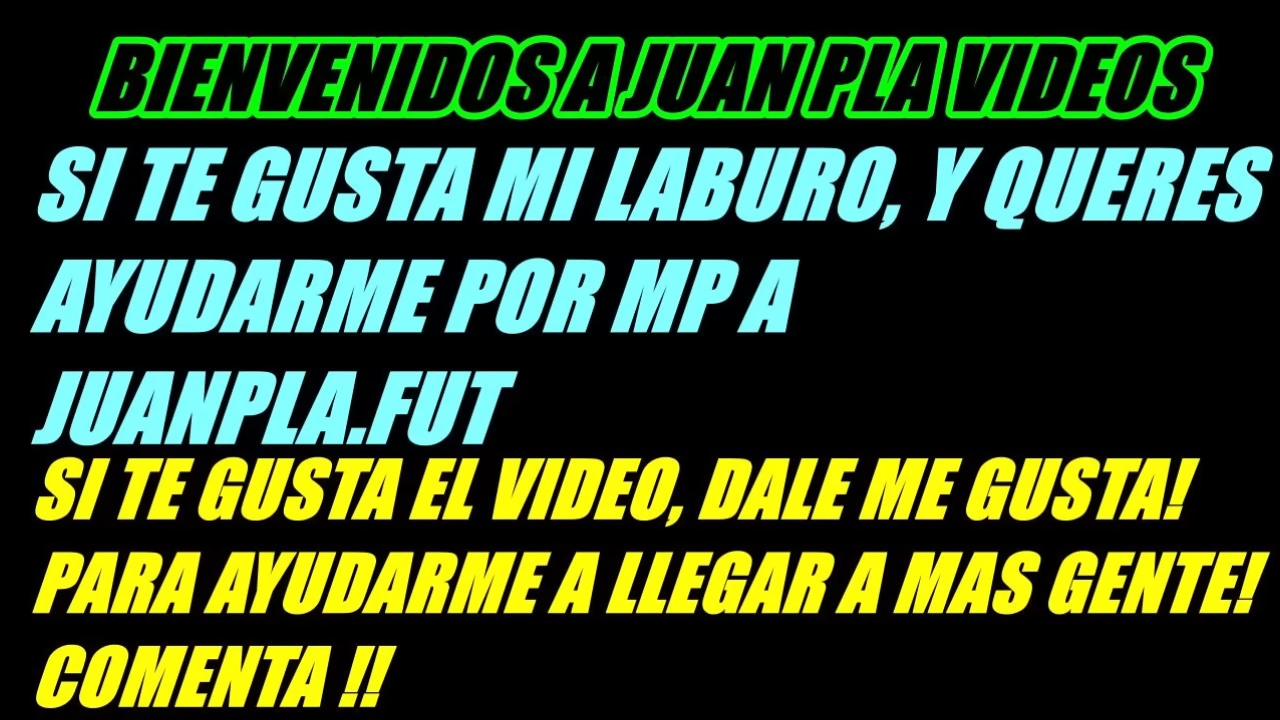 BIENVENIDOS A JUAN PLA VIDEOS
SI TE GUSTA MI LABURO, Y QUERES
AYUDARME POR MP A
JUANPLA.FUT
SI TE GUSTA EL VIDEO, DALE ME GUSTA!
PARA AYUDARME A LLEGAR A MAS GENTE!
COMENTA !!